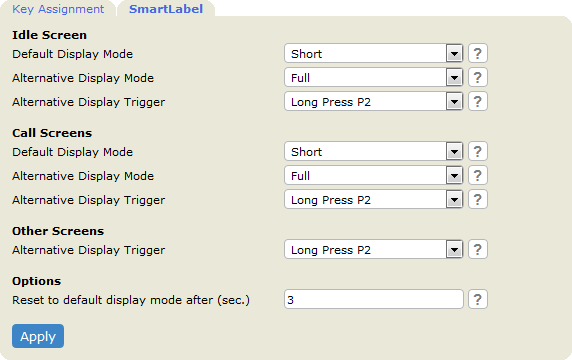 Key Assignment SmartLabel
Idle Screen
Default Display Mode Short ?
Alternative Display Mode Full ?
Alternative Display Trigger Long Press P2 ?
Call Screens
Default Display Mode Short ?
Alternative Display Mode Full ?
Alternative Display Trigger Long Press P2 ?
Other Screens
Alternative Display Trigger Long Press P2 ?
Options
Reset to default display mode after (sec.) 3 ?
Apply